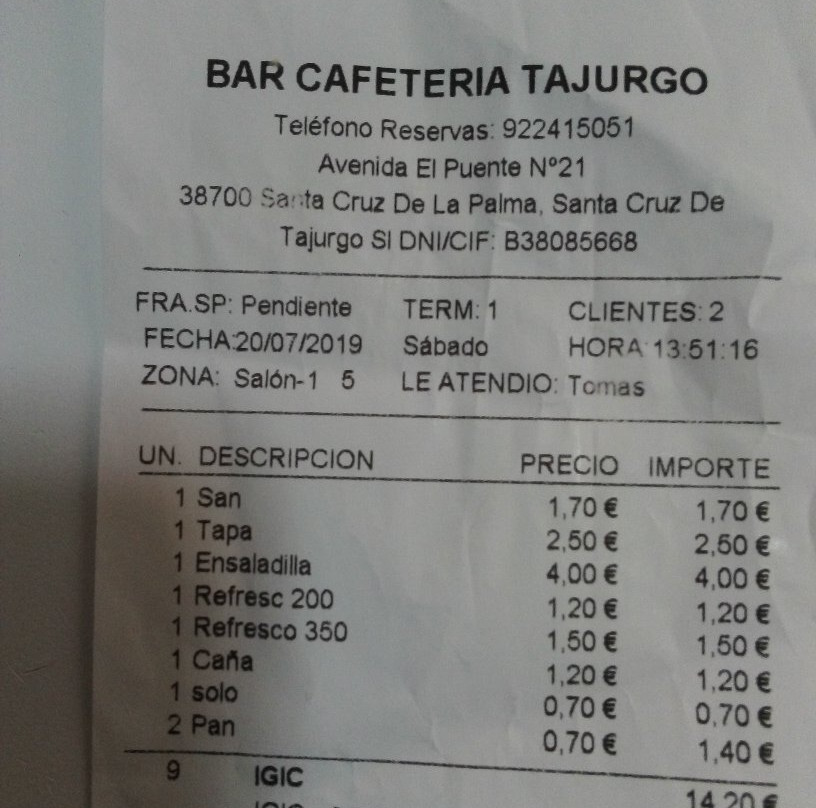 BAR CAFETERIA TAJURGO
Teléfono Reservas: 922415051
Avenida El Puente Nº21
38700 Santa Cruz De La Palma, Santa Cruz De
Tajurgo Sl DNI/CIF: B38085668
FRA.SP: Pendiente TERM: 1 CLIENTES: 2
FECHA:20/07/2019 Sábado HORA:13:51:16
ZONA: Salón-1 5 LE ATENDIO: Tomas
UN. DESCRIPCION PRECIO IMPORTE
1 San 1,70 € 1,70 €
1 Tapa 2,50 € 2,50 €
1 Ensaladilla 4,00 € 4,00 €
1 Refresc 200 1,20 € 1,20 €
1 Refresco 350 1,50 € 1,50 €
1 Caña 1,20 € 1,20 €
1 solo 0,70 € 0,70 €
2 Pan 0,70 € 1,40 €
9 IGIC 14,20 €